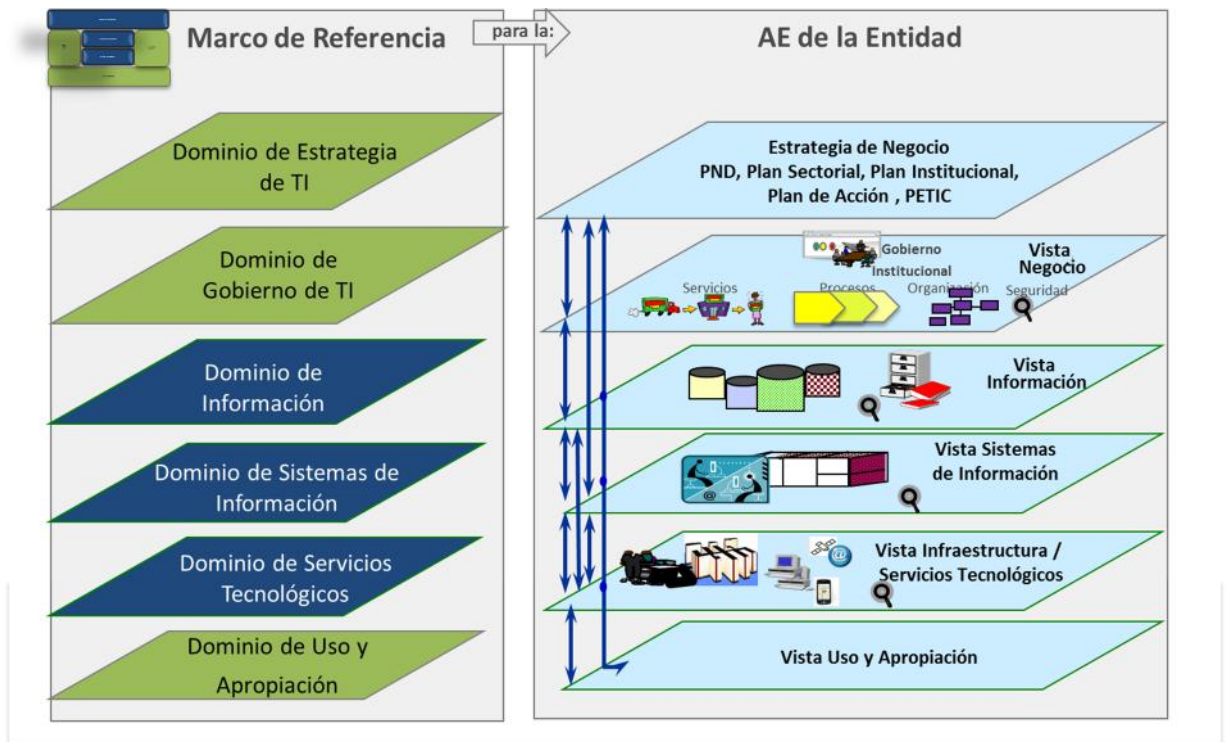 Marco de Referencia
para la:
AE de la Entidad
Dominio de Estrategia
de TI
Estrategia de Negocio
PND, Plan Sectorial, Plan Institucional,
Plan de Acción , PETIC
Dominio de
Gobierno de TI
Gobierno
Institucional
Vista
Negocio
Servicios
Procesos
Organización
Seguridad
Dominio de
Información
Vista
Información
Dominio de Sistemas de
Información
Vista Sistemas
de Información
Dominio de Servicios
Tecnológicos
Vista Infraestructura /
Servicios Tecnológicos
Dominio de Uso y
Apropiación
Vista Uso y Apropiación